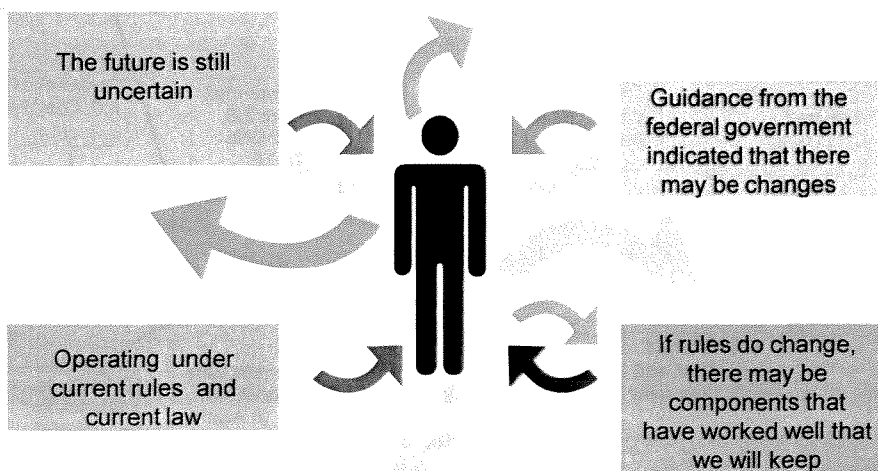 The future is still
uncertain
Guidance from the
federal government
indicated that there
may be changes
Operating under
current rules and
current law
If rules do change,
there may be
components that
have worked well that
we will keep